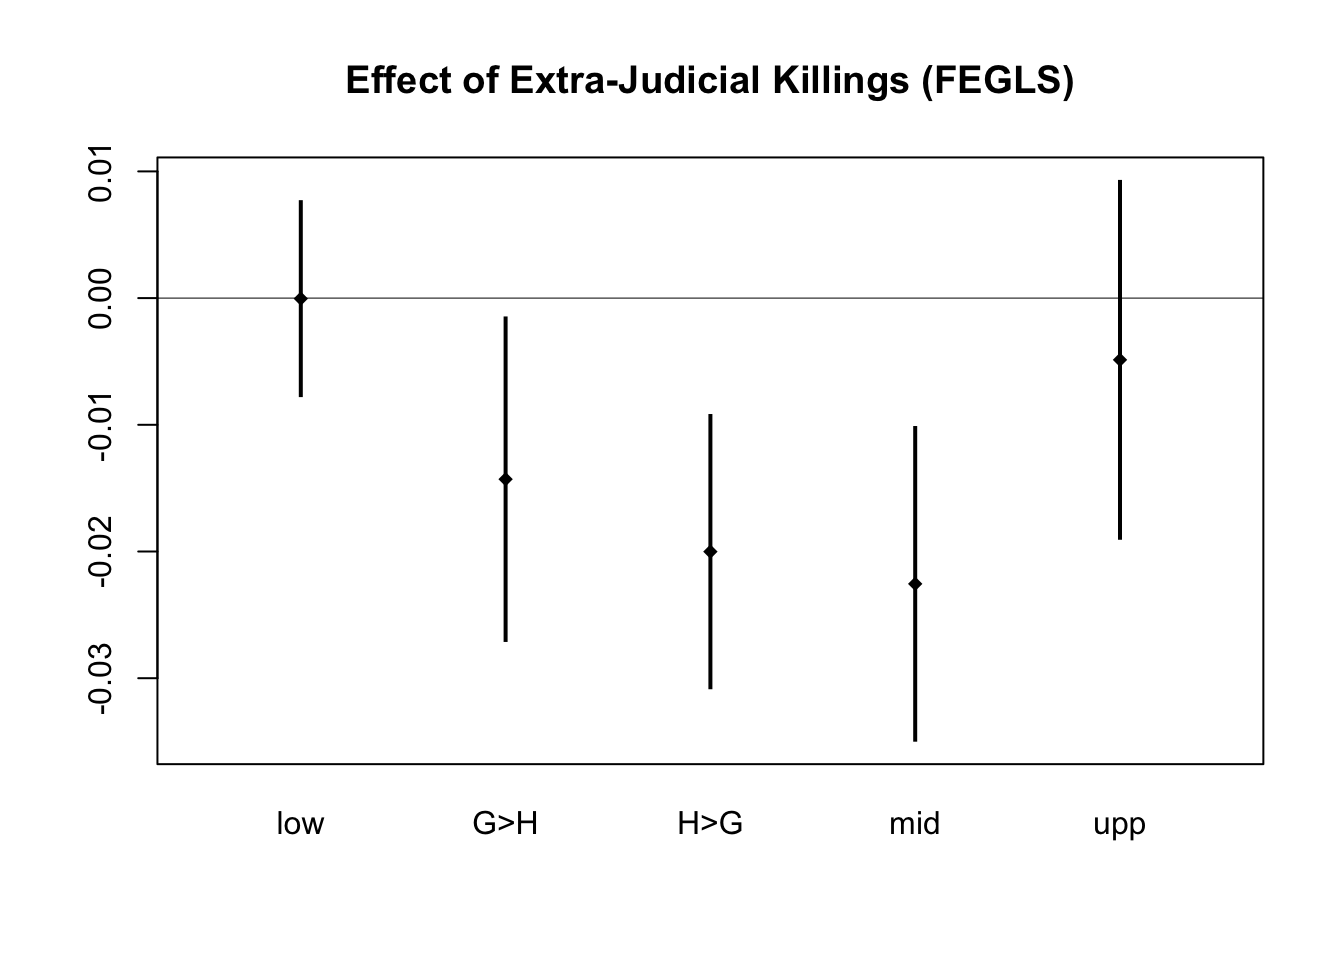 Effect of Extra-Judicial Killings (FEGLS)
0.01
0.00
-0.01
-0.02
-0.03
low G>H H>G mid upp